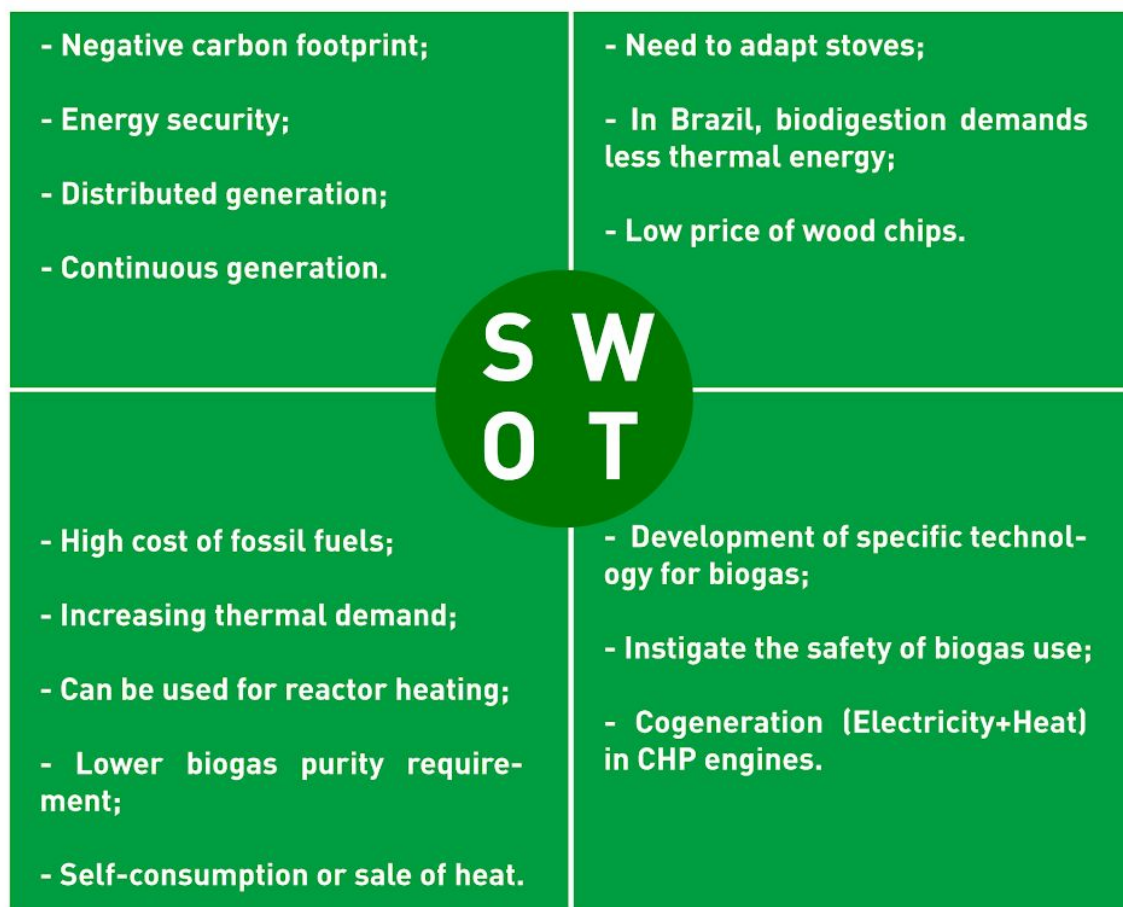 - Negative carbon footprint;
- Energy security;
- Distributed generation;
- Continuous generation.
- Need to adapt stoves;
- In Brazil, biodigestion demands
less thermal energy;
- Low price of wood chips.
S W
O T
- High cost of fossil fuels;
- Increasing thermal demand;
- Can be used for reactor heating;
- Lower biogas purity require-
ment;
- Self-consumption or sale of heat.
- Development of specific technol-
ogy for biogas;
- Instigate the safety of biogas use;
- Cogeneration (Electricity+Heat)
in CHP engines.